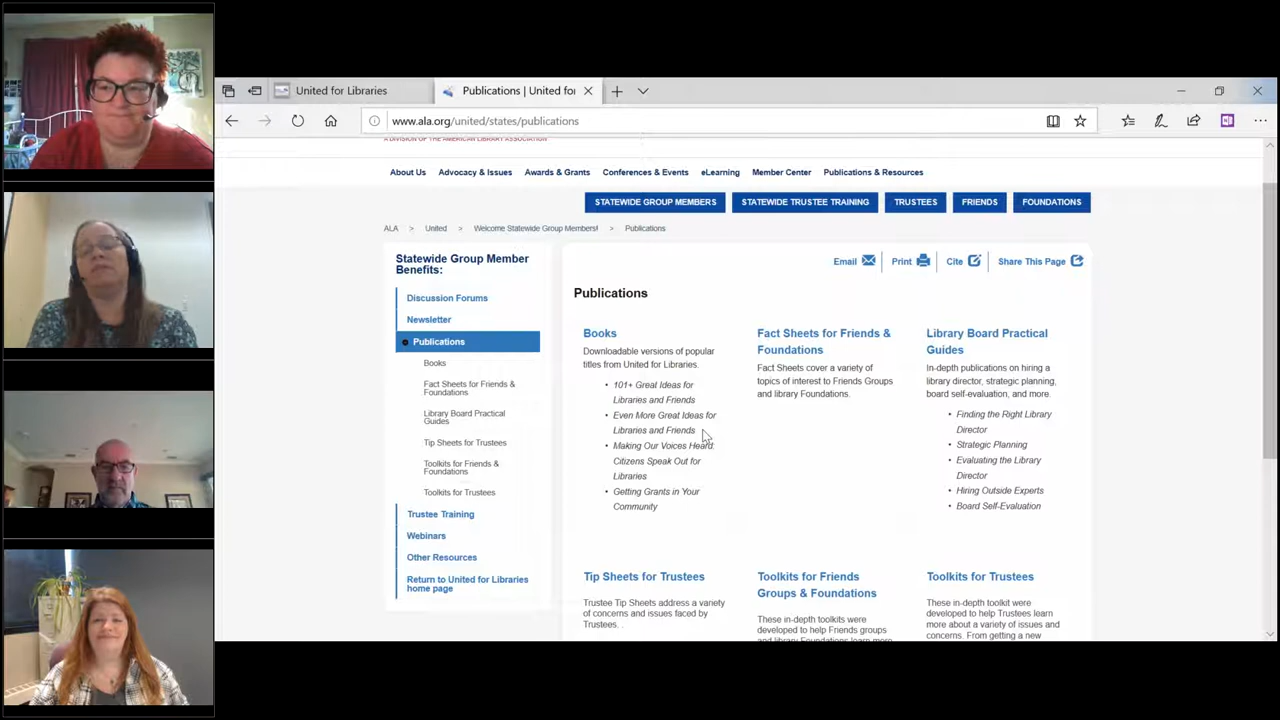 United for Libraries
Publications | United for
www.ala.org/united/states/publications
A DIVISION OF THE AMERICAN LIBRARY ASSOCIATION
About Us Advocacy & Issues Awards & Grants Conferences & Events eLearning Member Center Publications & Resources
STATEWIDE GROUP MEMBERS STATEWIDE TRUSTEE TRAINING TRUSTEES FRIENDS FOUNDATIONS
ALA > United > Welcome Statewide Group Members! > Publications
Statewide Group Member
Benefits:
Discussion Forums
Newsletter
Publications
Books
Fact Sheets for Friends &
Foundations
Library Board Practical
Guides
Tip Sheets for Trustees
Toolkits for Friends &
Foundations
Toolkits for Trustees
Trustee Training
Webinars
Other Resources
Return to United for Libraries
home page
Email Print Cite Share This Page
Publications
Books
Downloadable versions of popular
titles from United for Libraries.
• 101+ Great Ideas for
Libraries and Friends
• Even More Great Ideas for
Libraries and Friends
• Making Our Voices Heard:
Citizens Speak Out for
Libraries
• Getting Grants in Your
Community
Fact Sheets for Friends &
Foundations
Fact Sheets cover a variety of
topics of interest to Friends Groups
and library Foundations.
Library Board Practical
Guides
In-depth publications on hiring a
library director, strategic planning,
board self-evaluation, and more.
• Finding the Right Library
Director
• Strategic Planning
• Evaluating the Library
Director
• Hiring Outside Experts
• Board Self-Evaluation
Tip Sheets for Trustees
Trustee Tip Sheets address a variety
of concerns and issues faced by
Trustees. .
Toolkits for Friends
Groups & Foundations
These in-depth toolkits were
developed to help Friends groups
and library Foundations learn more
Toolkits for Trustees
These in-depth toolkit were
developed to help Trustees learn
more about a variety of issues and
concerns. From getting a new